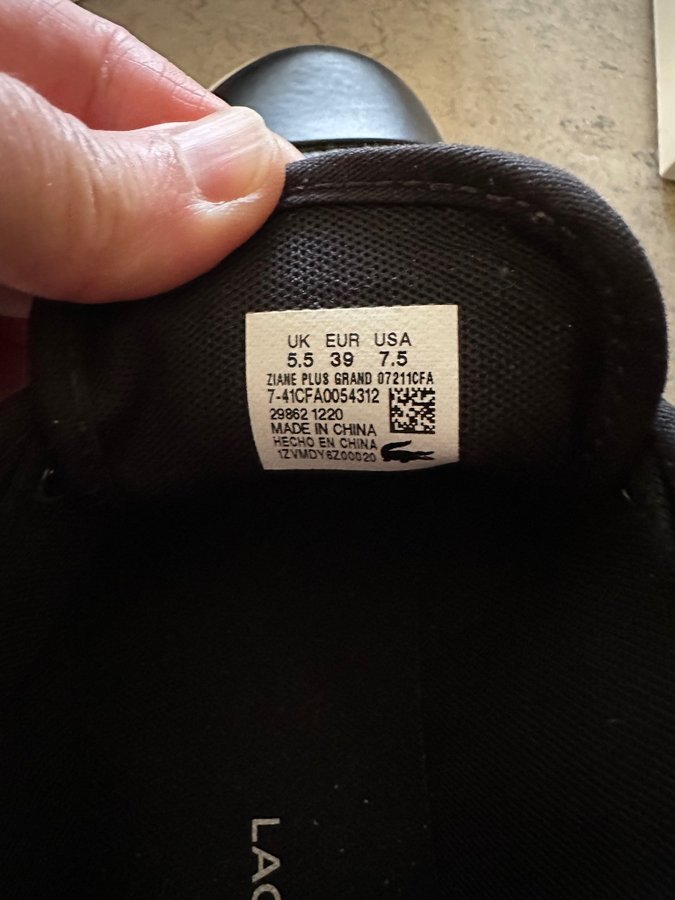 UK EUR USA
5.5 39 7.5
ZIANE PLUS GRAND 07211CFA
7-41CFA0054312
29862 1220
MADE IN CHINA
HECHO EN CHINA
1ZVMDY6Z00020
LAC